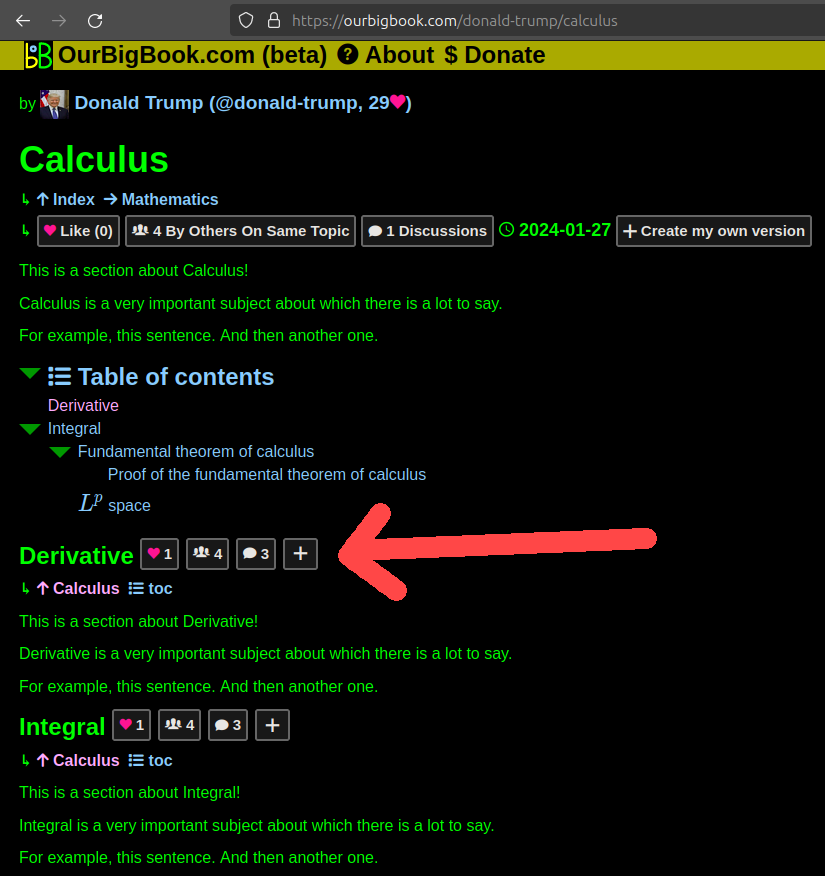 https://ourbigbook.com/donald-trump/calculus
OurBigBook.com (beta) ? About $ Donate
by Donald Trump (@donald-trump, 29♥)
Calculus
↳ ↑ Index → Mathematics
↳ ♥ Like (0) 4 By Others On Same Topic 1 Discussions 2024-01-27 + Create my own version
This is a section about Calculus!
Calculus is a very important subject about which there is a lot to say.
For example, this sentence. And then another one.
Table of contents
Derivative
Integral
Fundamental theorem of calculus
Proof of the fundamental theorem of calculus
L^p space
Derivative ♥ 1 4 3 +
↳ ↑ Calculus toc
This is a section about Derivative!
Derivative is a very important subject about which there is a lot to say.
For example, this sentence. And then another one.
Integral ♥ 1 4 3 +
↳ ↑ Calculus toc
This is a section about Integral!
Integral is a very important subject about which there is a lot to say.
For example, this sentence. And then another one.